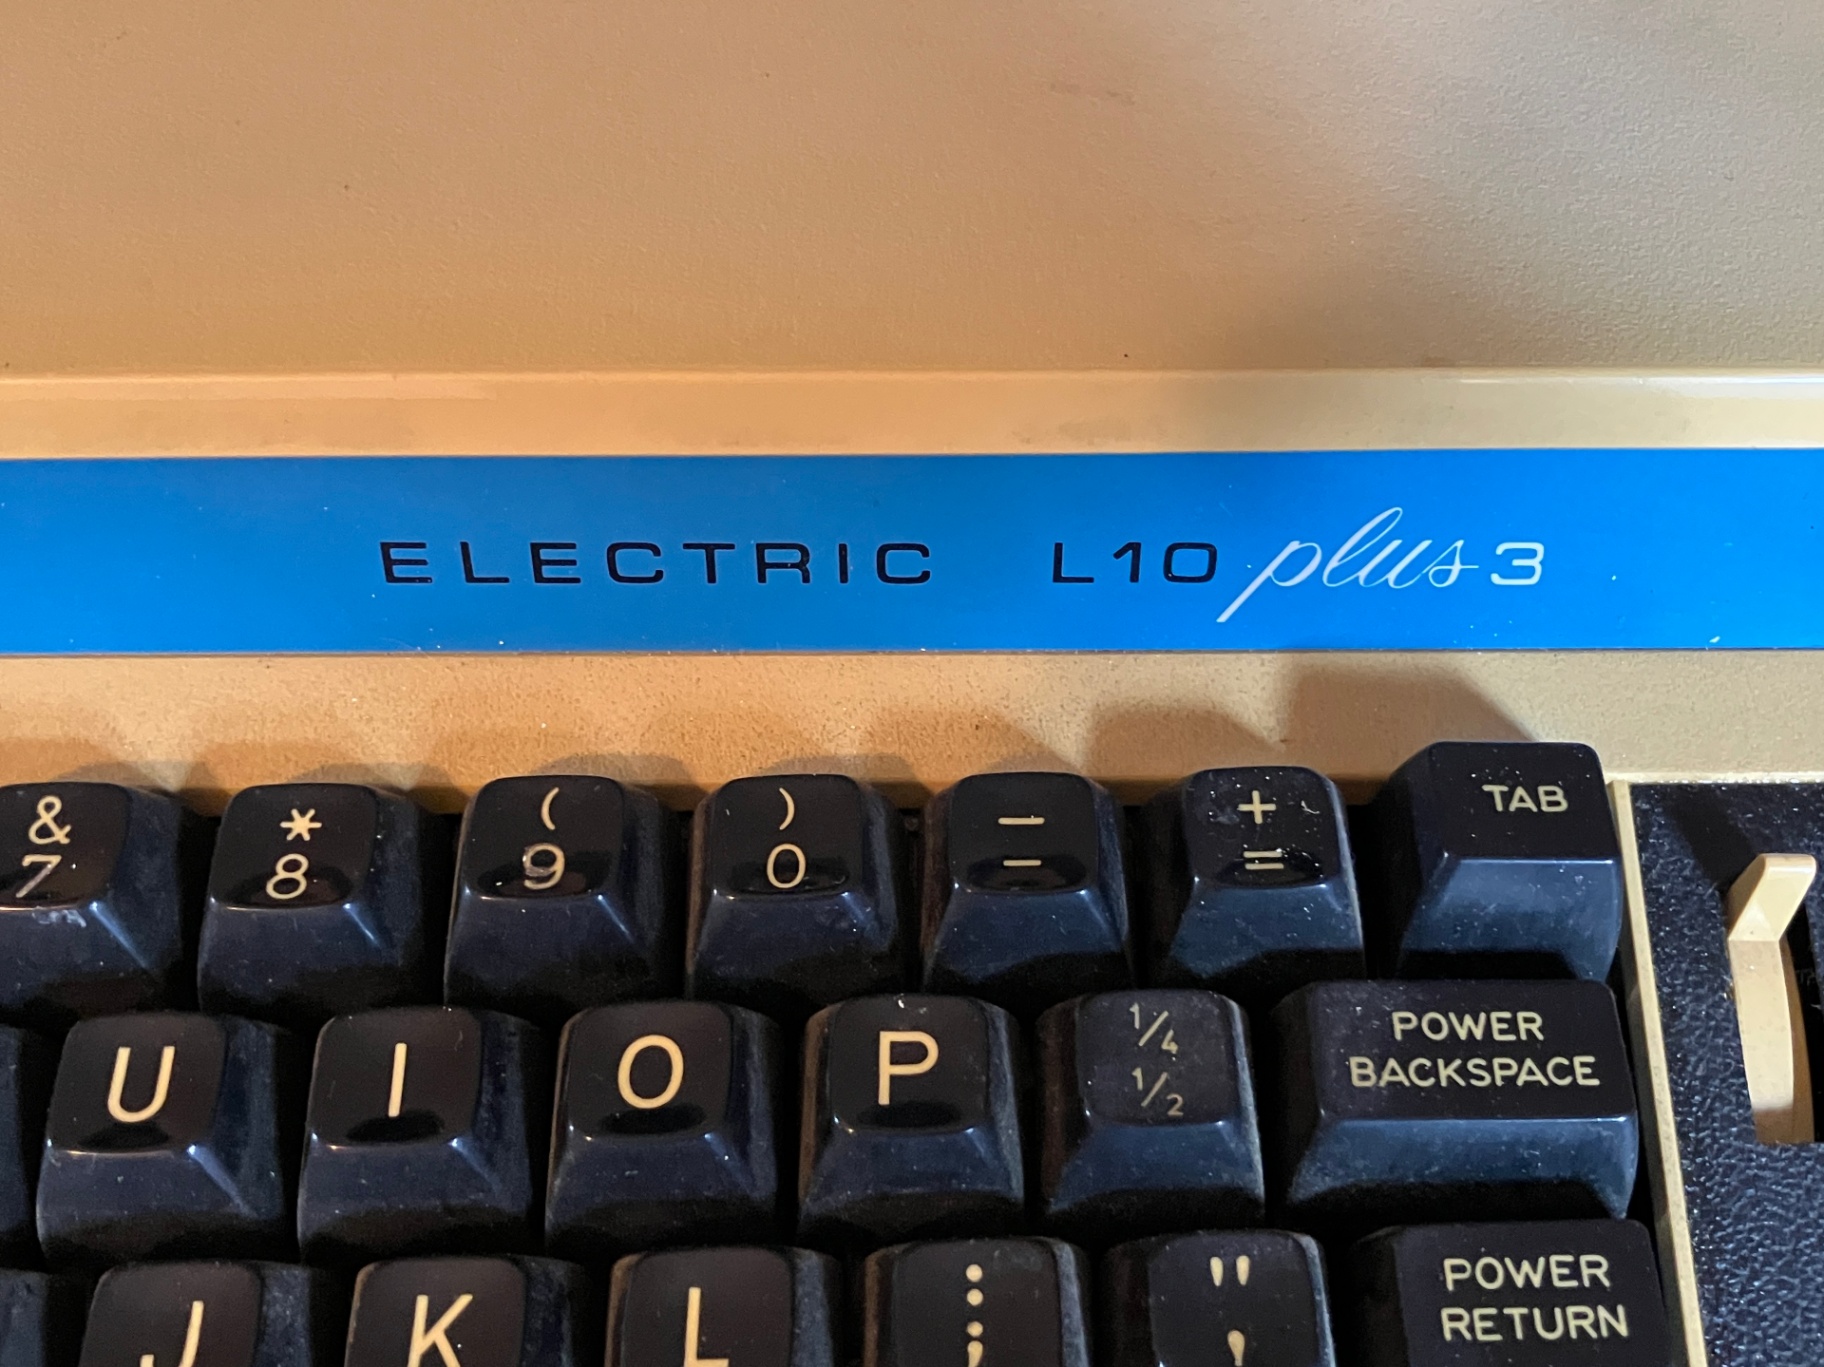 ELECTRIC L10 plus 3
& * ( ) _ + TAB
7 8 9 0 - =
U I O P 1/4 1/2 POWER BACKSPACE
J K L : ; " ' POWER RETURN